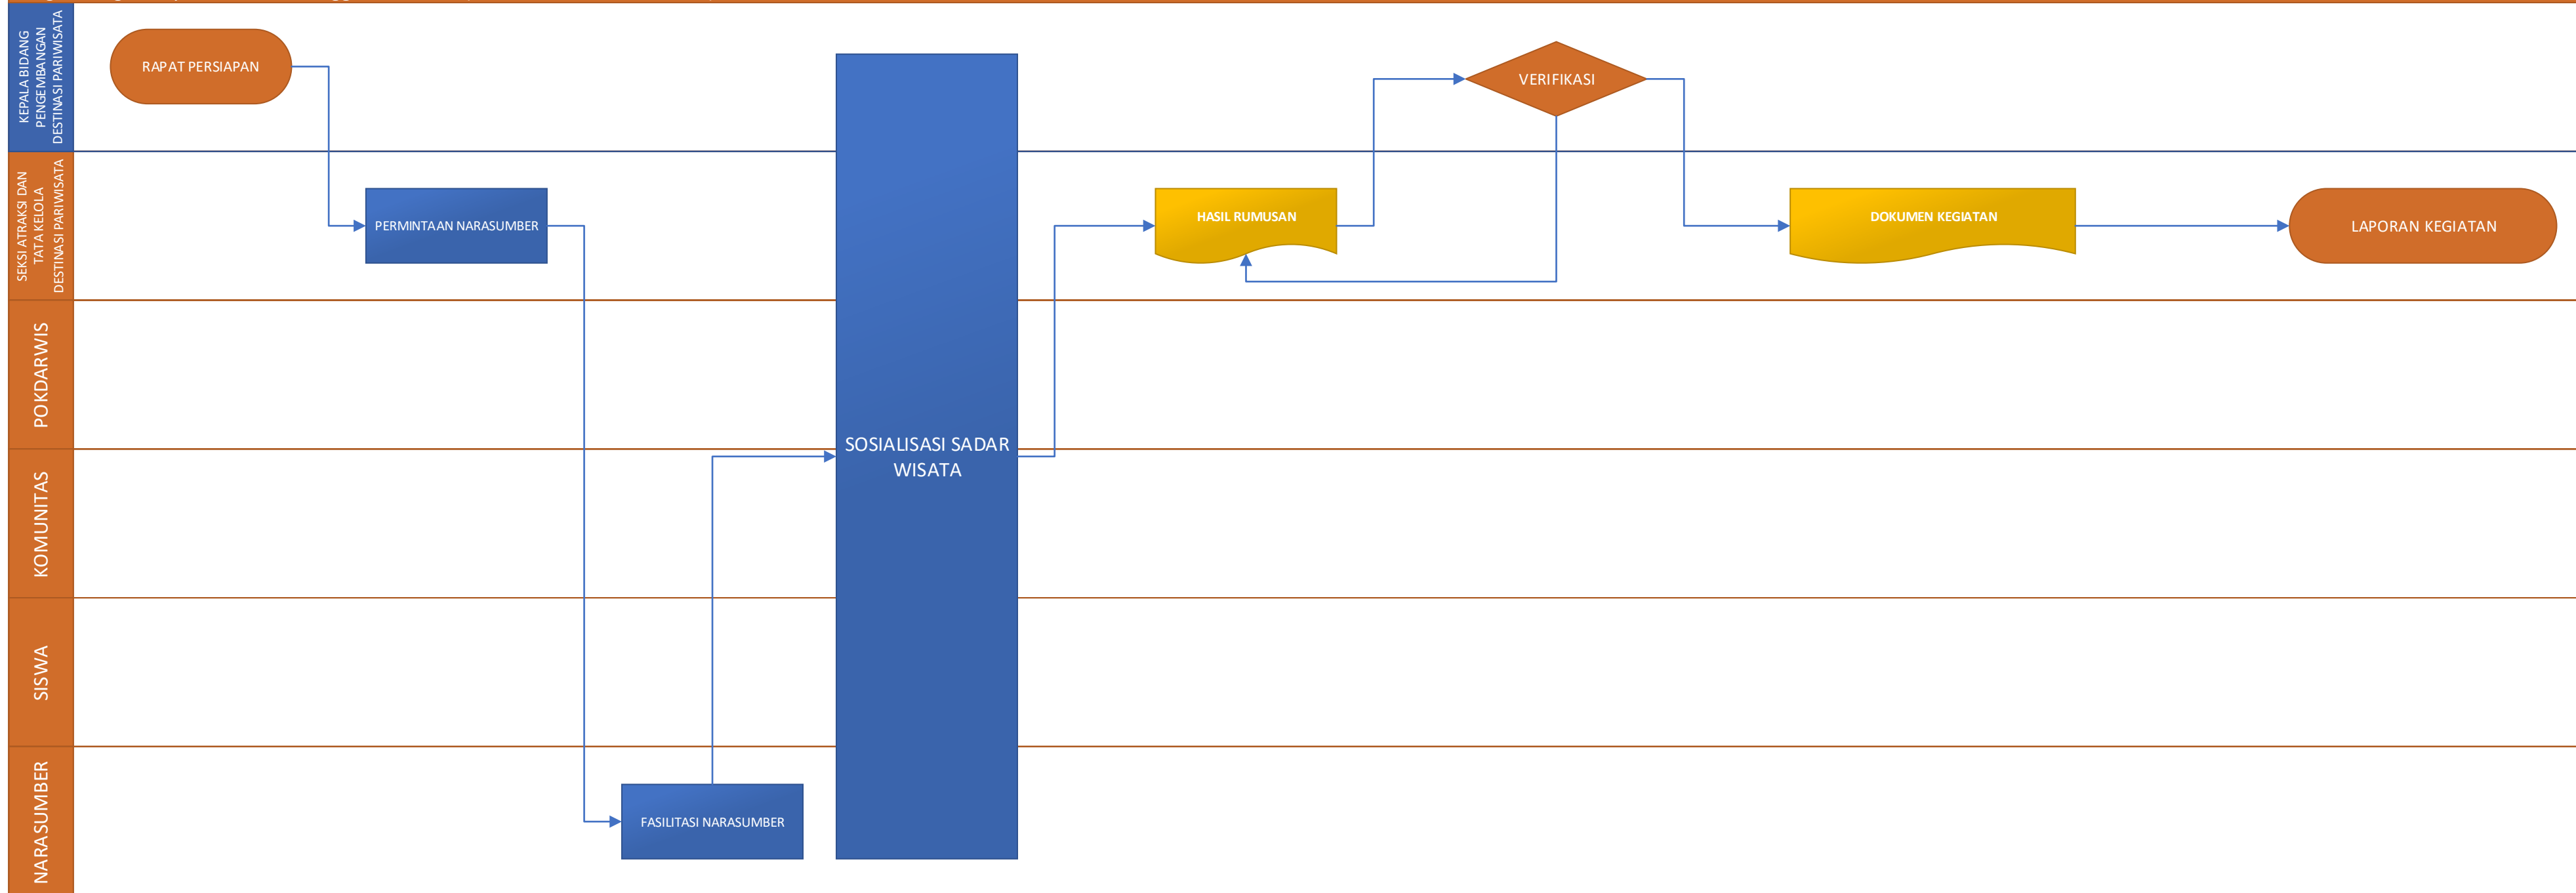 KEPALA BIDANG
PENGEMBANGAN
DESTINASI PARIWISATA
RAPAT PERSIAPAN
VERIFIKASI
SEKSI ATRAKSI DAN
TATA KELOLA
DESTINASI PARIWISATA
PERMINTAAN NARASUMBER
HASIL RUMUSAN
DOKUMEN KEGIATAN
LAPORAN KEGIATAN
POKDARWIS
SOSIALISASI SADAR
WISATA
KOMUNITAS
SISWA
NARASUMBER
FASILITASI NARASUMBER